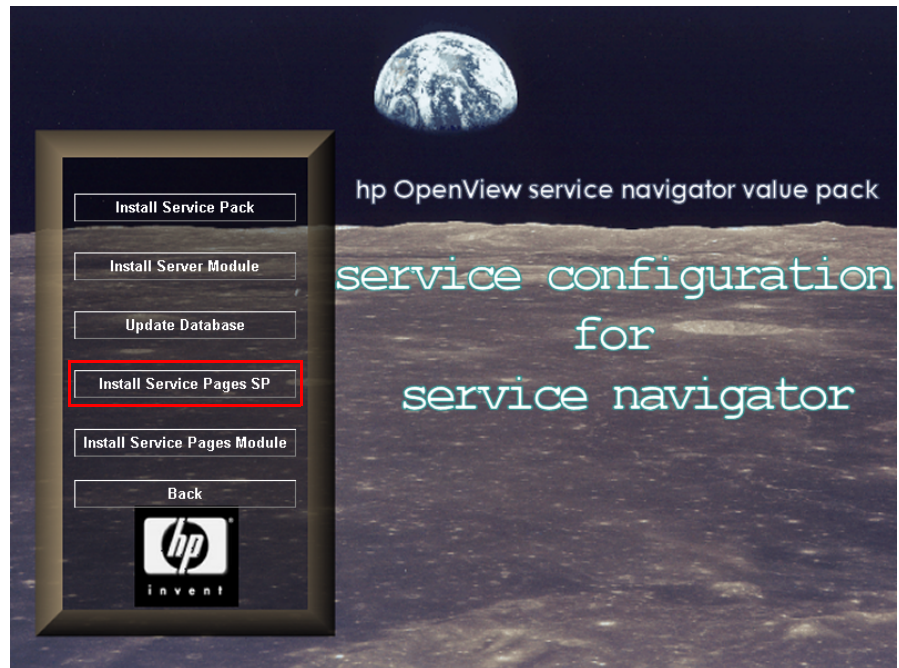 hp OpenView service navigator value pack
service configuration
for
service navigator
Install Service Pack
Install Server Module
Update Database
Install Service Pages SP
Install Service Pages Module
Back
hp
invent